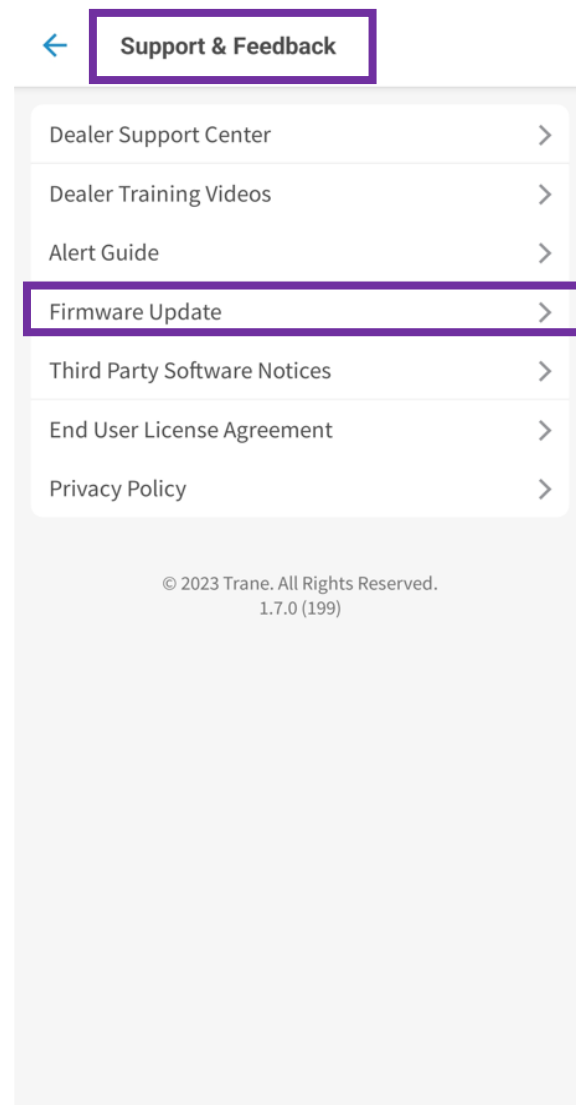 Support & Feedback
Dealer Support Center
Dealer Training Videos
Alert Guide
Firmware Update
Third Party Software Notices
End User License Agreement
Privacy Policy
© 2023 Trane. All Rights Reserved.
1.7.0 (199)